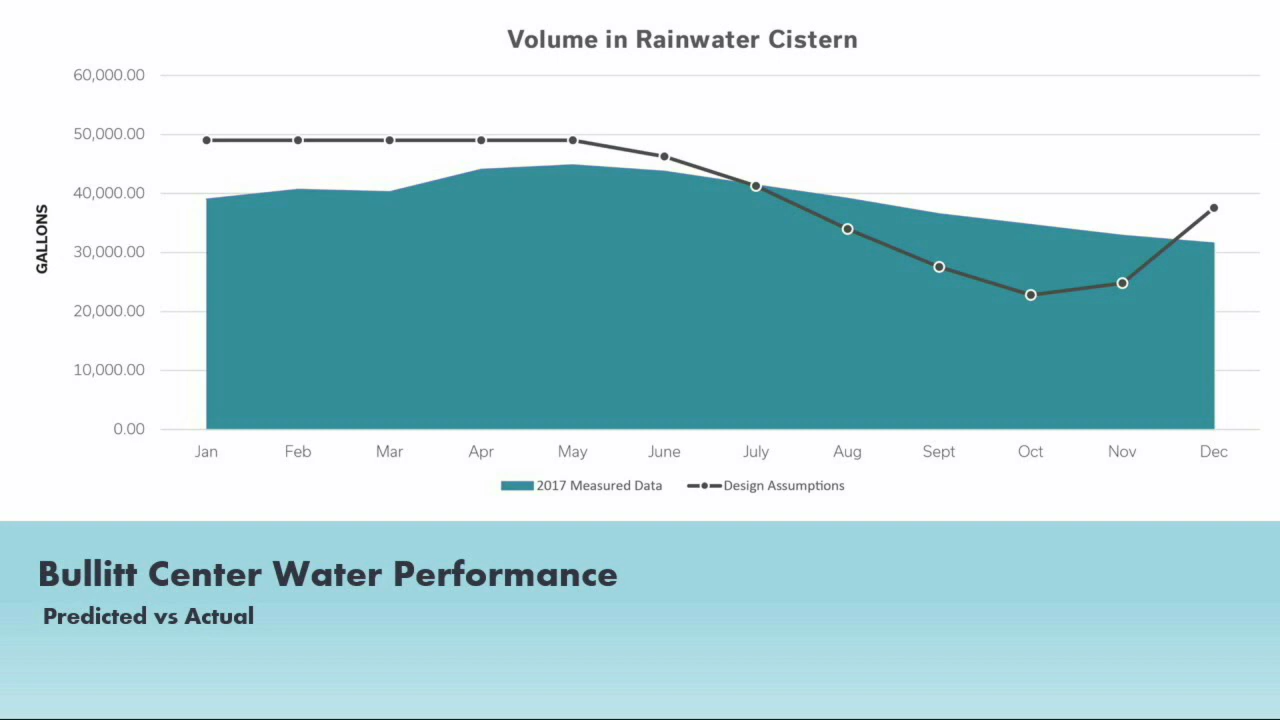 Volume in Rainwater Cistern
60,000.00
50,000.00
40,000.00
30,000.00
20,000.00
10,000.00
0.00
GALLONS
Jan Feb Mar Apr May June July Aug Sept Oct Nov Dec
2017 Measured Data Design Assumptions
Bullitt Center Water Performance
Predicted vs Actual